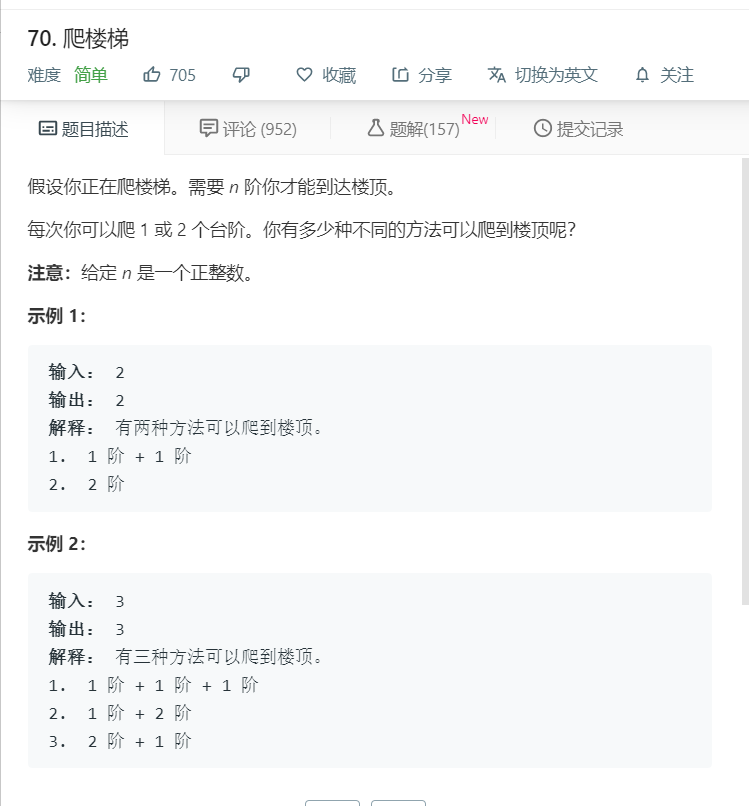 70. 爬楼梯
难度 简单 705 收藏 分享 切换为英文 关注
题目描述 评论 (952) 题解(157) New 提交记录
假设你正在爬楼梯。需要 n 阶你才能到达楼顶。
每次你可以爬 1 或 2 个台阶。你有多少种不同的方法可以爬到楼顶呢?
注意：给定 n 是一个正整数。
示例 1：
输入： 2
输出： 2
解释： 有两种方法可以爬到楼顶。
1. 1 阶 + 1 阶
2. 2 阶
示例 2：
输入： 3
输出： 3
解释： 有三种方法可以爬到楼顶。
1. 1 阶 + 1 阶 + 1 阶
2. 1 阶 + 2 阶
3. 2 阶 + 1 阶